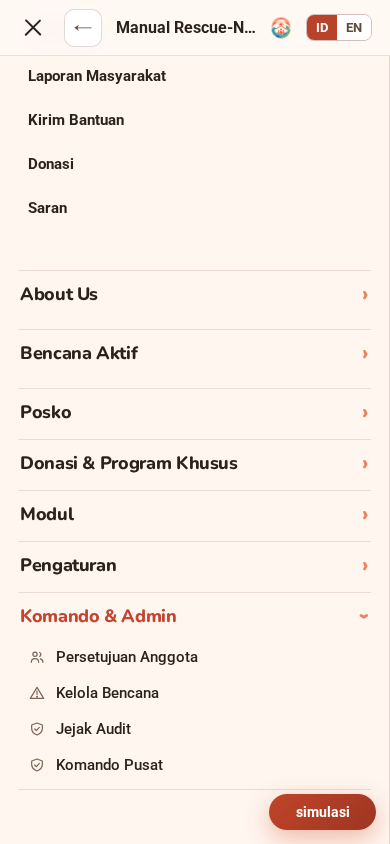 Manual Rescue-N...
ID EN
Laporan Masyarakat
Kirim Bantuan
Donasi
Saran
About Us
Bencana Aktif
Posko
Donasi & Program Khusus
Modul
Pengaturan
Komando & Admin
Persetujuan Anggota
Kelola Bencana
Jejak Audit
Komando Pusat
simulasi